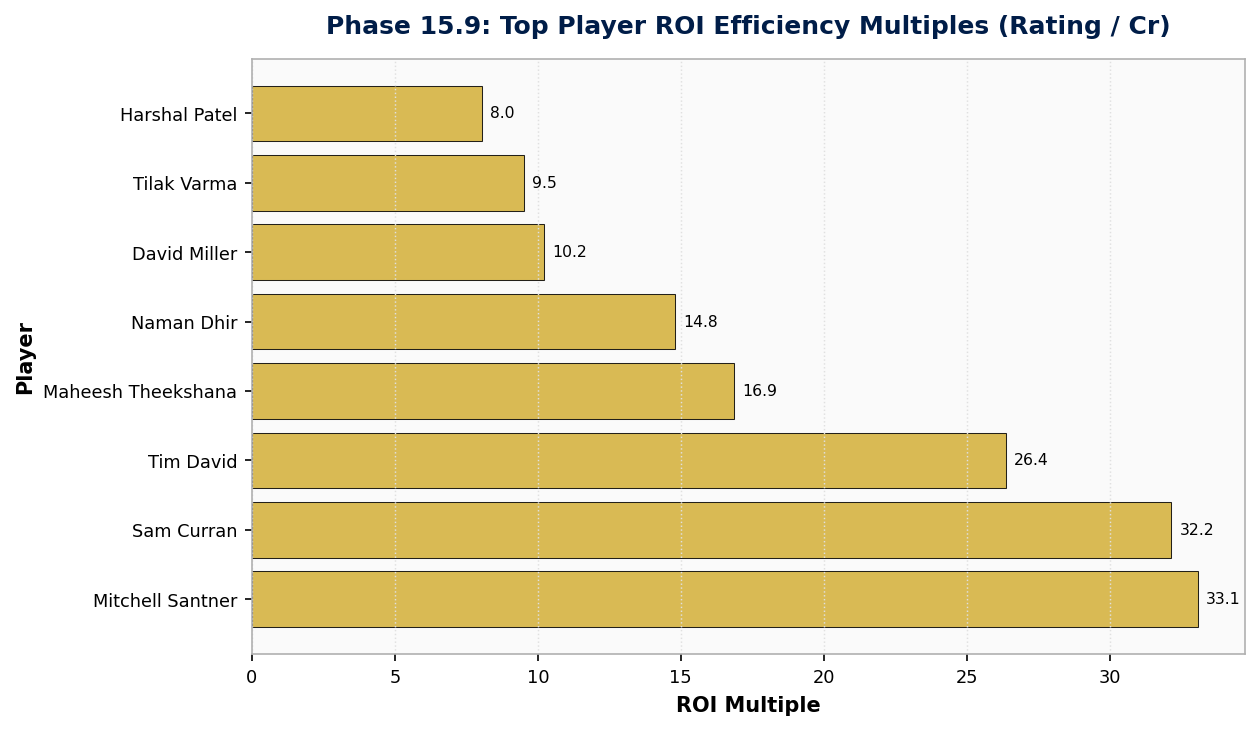 Phase 15.9: Top Player ROI Efficiency Multiples (Rating / Cr)
Player
Harshal Patel 8.0
Tilak Varma 9.5
David Miller 10.2
Naman Dhir 14.8
Maheesh Theekshana 16.9
Tim David 26.4
Sam Curran 32.2
Mitchell Santner 33.1
0 5 10 15 20 25 30
ROI Multiple